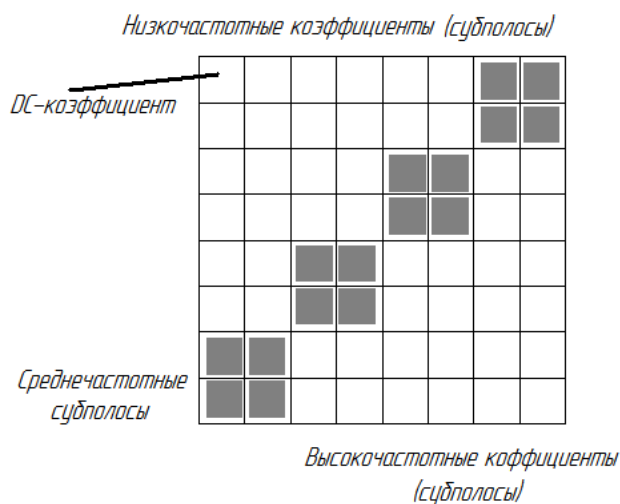 Низкочастотные коэффициенты (субполосы)
DC-коэффициент
Среднечастотные
субполосы
Высокочастотные коффициенты
(субполосы)